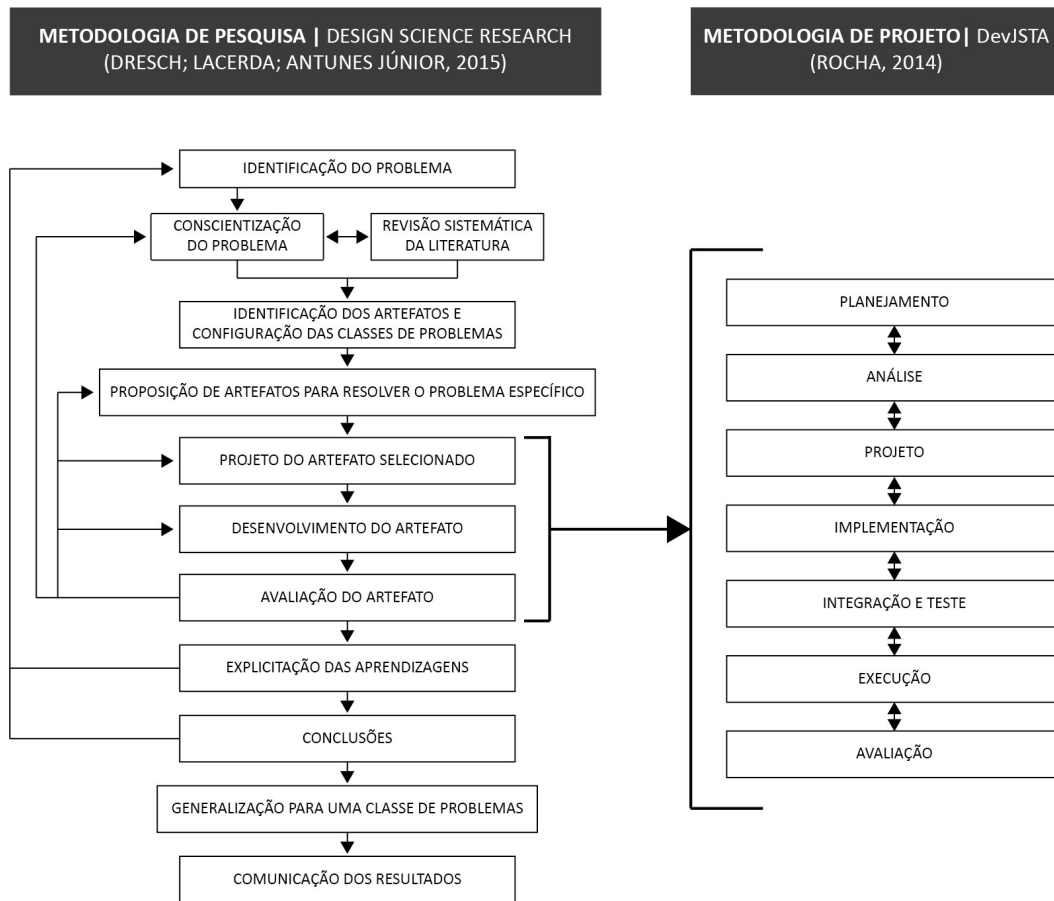 METODOLOGIA DE PESQUISA | DESIGN SCIENCE RESEARCH
(DRESCH; LACERDA; ANTUNES JÚNIOR, 2015)
IDENTIFICAÇÃO DO PROBLEMA
CONSCIENTIZAÇÃO
DO PROBLEMA
REVISÃO SISTEMÁTICA
DA LITERATURA
IDENTIFICAÇÃO DOS ARTEFATOS E
CONFIGURAÇÃO DAS CLASSES DE PROBLEMAS
PROPOSIÇÃO DE ARTEFATOS PARA RESOLVER O PROBLEMA ESPECÍFICO
PROJETO DO ARTEFATO SELECIONADO
DESENVOLVIMENTO DO ARTEFATO
AVALIAÇÃO DO ARTEFATO
EXPLICITAÇÃO DAS APRENDIZAGENS
CONCLUSÕES
GENERALIZAÇÃO PARA UMA CLASSE DE PROBLEMAS
COMUNICAÇÃO DOS RESULTADOS
METODOLOGIA DE PROJETO| DevJSTA
(ROCHA, 2014)
PLANEJAMENTO
ANÁLISE
PROJETO
IMPLEMENTAÇÃO
INTEGRAÇÃO E TESTE
EXECUÇÃO
AVALIAÇÃO